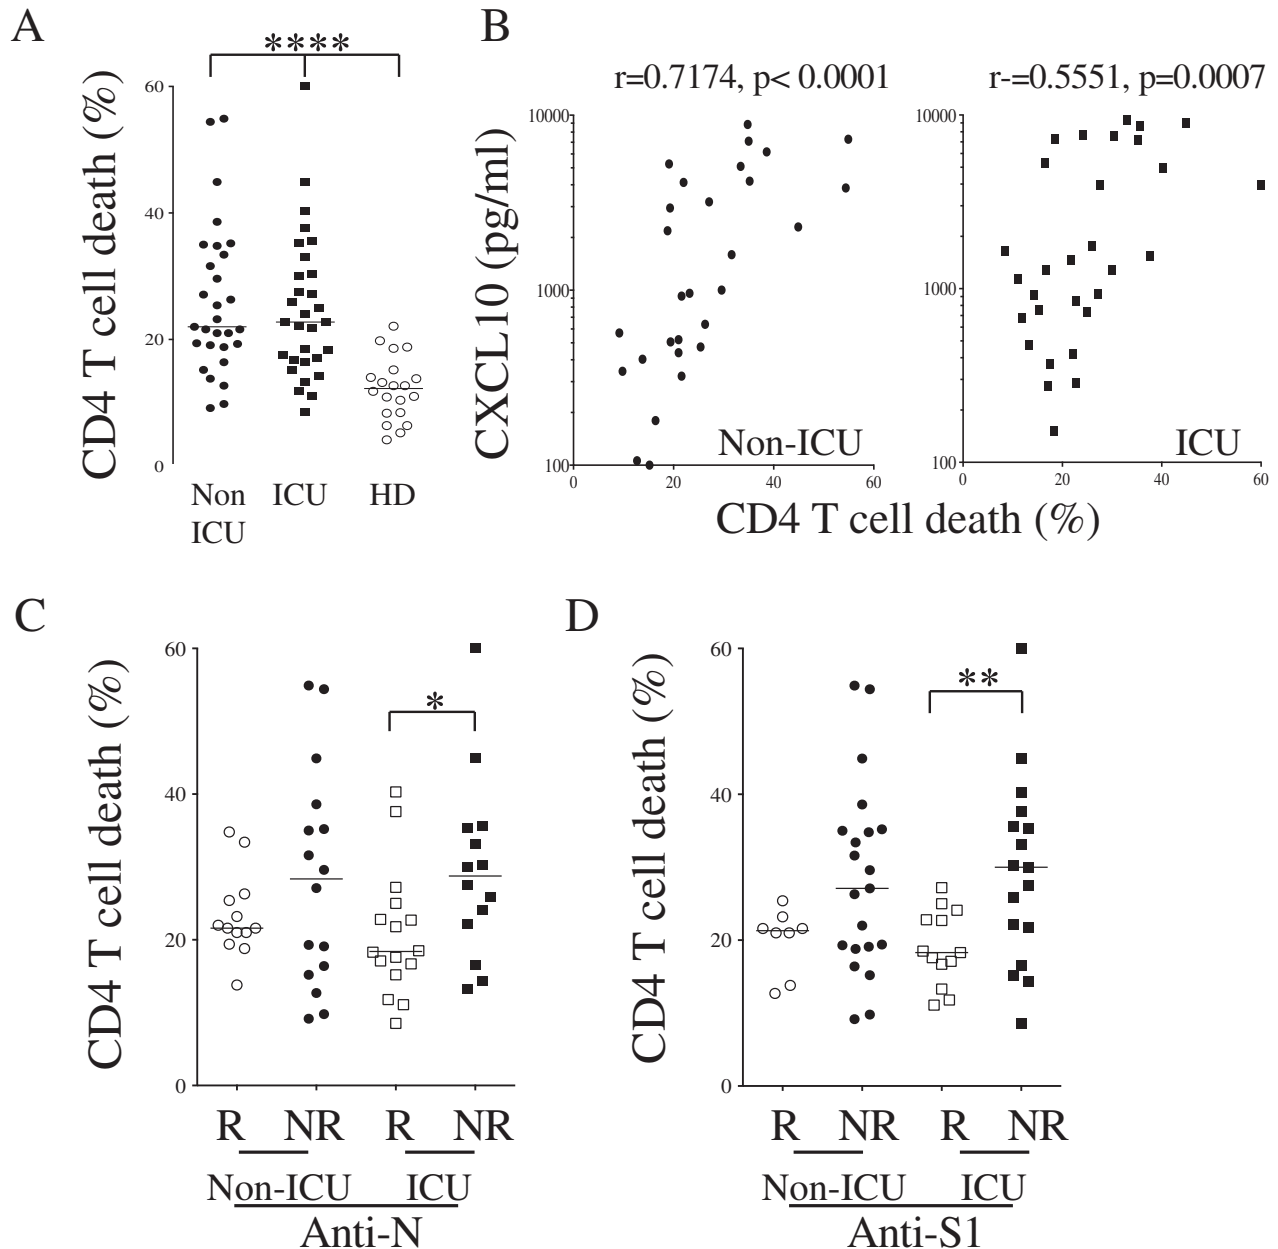 A
****
CD4 T cell death (%)
60
40
20
0
Non
ICU
ICU
HD
B
r=0.7174, p< 0.0001
r-=0.5551, p=0.0007
CXCL10 (pg/ml)
10000
1000
100
0
20
40
60
Non-ICU
10000
1000
100
0
20
40
60
ICU
CD4 T cell death (%)
C
CD4 T cell death (%)
60
40
20
0
*
R NR R NR
Non-ICU ICU
Anti-N
D
CD4 T cell death (%)
60
40
20
0
**
R NR R NR
Non-ICU ICU
Anti-S1